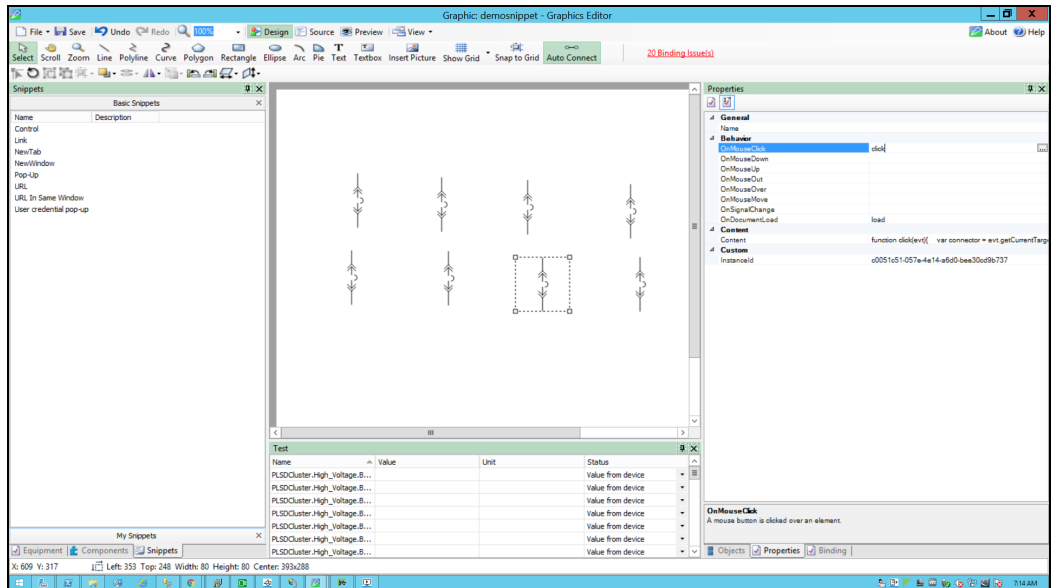 Graphic: demosnippet - Graphics Editor
File Save Undo Redo 100% Design Source Preview View About Help
Select Scroll Zoom Line Polyline Curve Polygon Rectangle Ellipse Arc Pie Text Textbox Insert Picture Show Grid Snap to Grid Auto Connect 20 Binding Issue(s)
Snippets
Basic Snippets
Name Description
Control
Link
NewTab
NewWindow
Pop-Up
URL
URL In Same Window
User credential pop-up
My Snippets
Equipment Components Snippets
Test
Name Value Unit Status
PLSDCluster.High_Voltage.B... Value from device
PLSDCluster.High_Voltage.B... Value from device
PLSDCluster.High_Voltage.B... Value from device
PLSDCluster.High_Voltage.B... Value from device
PLSDCluster.High_Voltage.B... Value from device
PLSDCluster.High_Voltage.B... Value from device
PLSDCluster.High_Voltage.B... Value from device
Properties
General
Name
Behavior
OnMouseClick click
OnMouseDown
OnMouseUp
OnMouseOut
OnMouseOver
OnMouseMove
OnSignalChange
OnDocumentLoad load
Content
Content function click(evt){ var connector = evt.getCurrentTarge
Custom
InstanceId c0051c51-057e-4e14-a6d0-bee30cd9b737
OnMouseClick
A mouse button is clicked over an element.
Objects Properties Binding
X: 609 Y: 317 Left: 353 Top: 248 Width: 80 Height: 80 Center: 393x288
7:14 AM